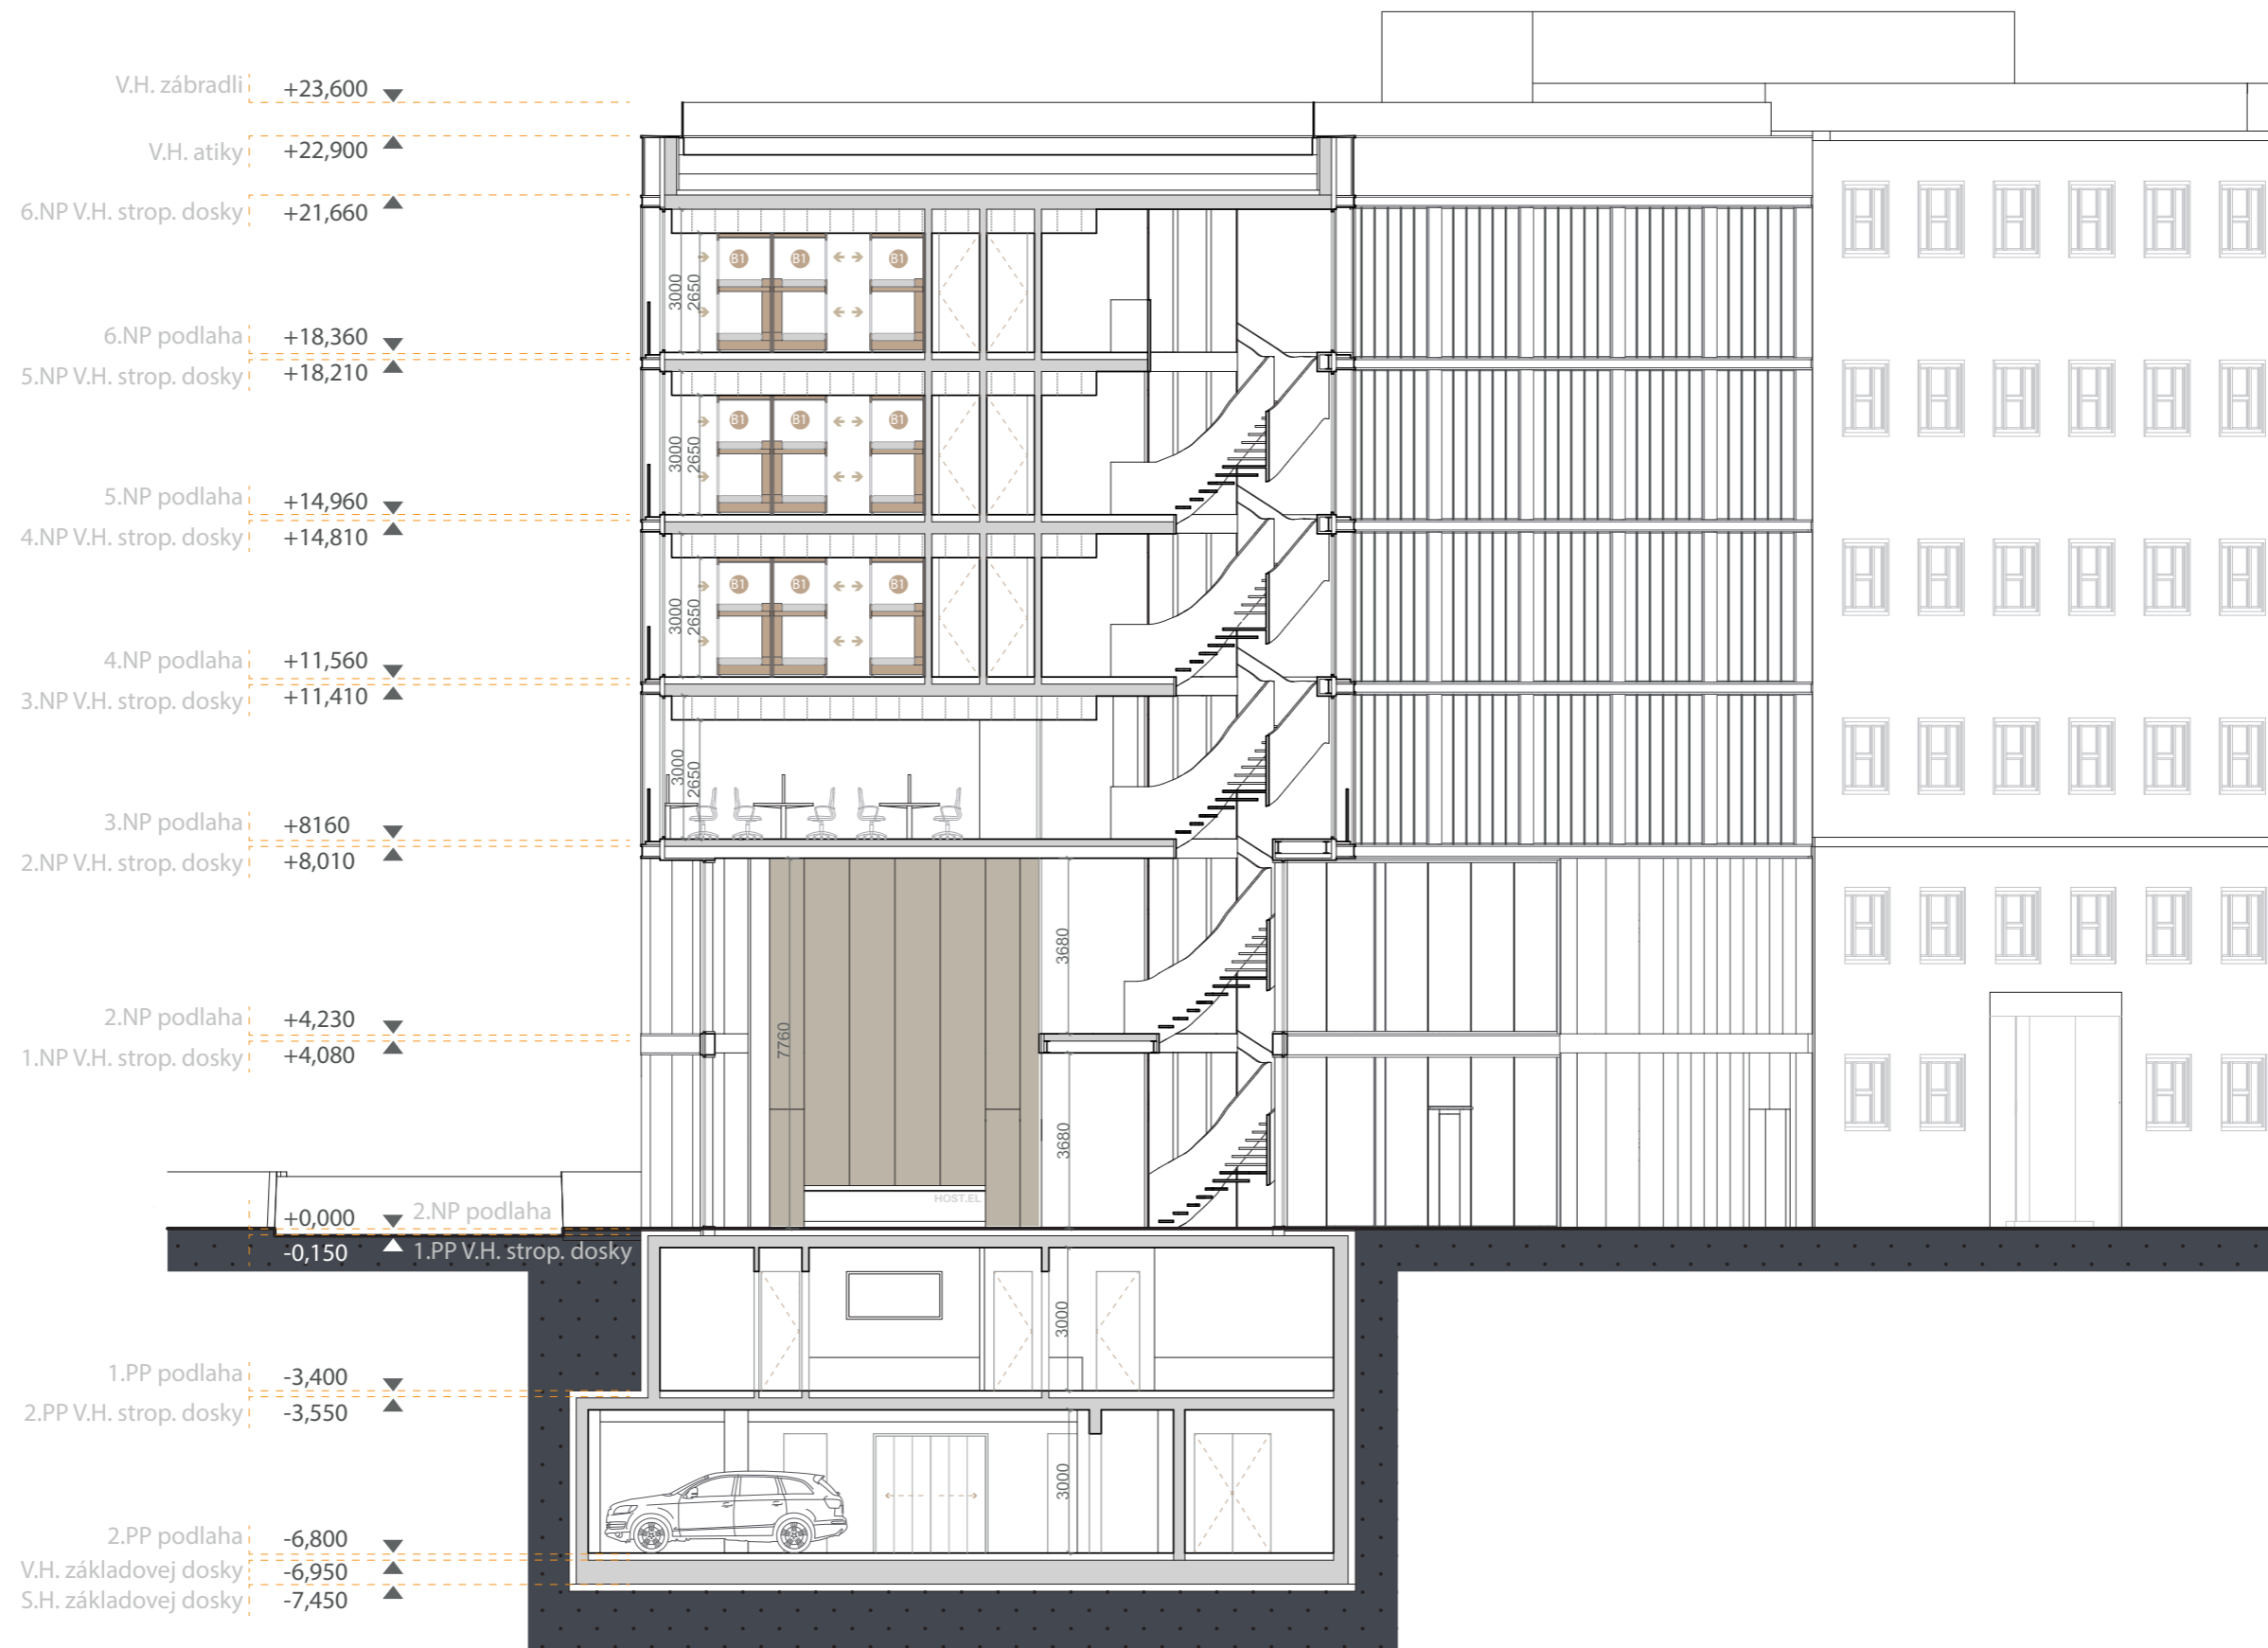 V.H. zábradli +23,600
V.H. atiky +22,900
6.NP V.H. strop. dosky +21,660
B1 B1 B1
3000
2650
6.NP podlaha +18,360
5.NP V.H. strop. dosky +18,210
B1 B1 B1
3000
2650
5.NP podlaha +14,960
4.NP V.H. strop. dosky +14,810
B1 B1 B1
3000
2650
4.NP podlaha +11,560
3.NP V.H. strop. dosky +11,410
3000
2650
3.NP podlaha +8160
2.NP V.H. strop. dosky +8,010
3680
7760
2.NP podlaha +4,230
1.NP V.H. strop. dosky +4,080
3680
HOST.EL
+0,000 2.NP podlaha
-0,150 1.PP V.H. strop. dosky
3000
1.PP podlaha -3,400
2.PP V.H. strop. dosky -3,550
3000
2.PP podlaha -6,800
V.H. základovej dosky -6,950
S.H. základovej dosky -7,450